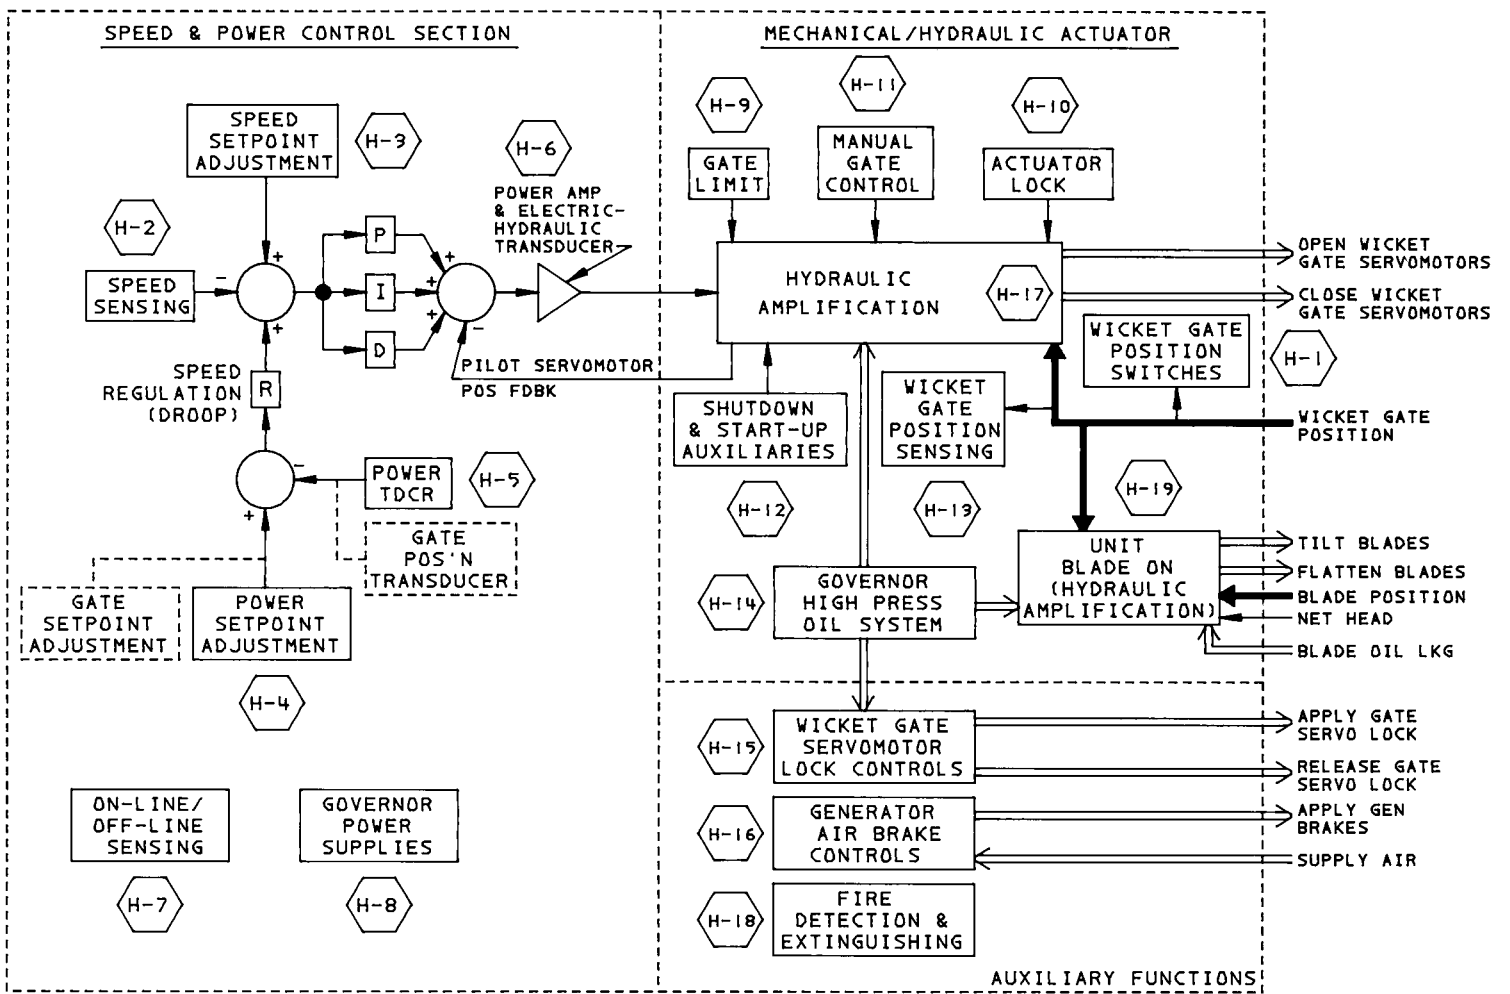 SPEED & POWER CONTROL SECTION
SPEED
SETPOINT
ADJUSTMENT
H-3
H-6
H-2
POWER AMP
& ELECTRIC-
HYDRAULIC
TRANSDUCER
SPEED
SENSING
-
+
+
P
I
D
+
+
+
-
SPEED
REGULATION
(DROOP)
R
PILOT SERVOMOTOR
POS FDBK
-
+
POWER
TDCR
H-5
GATE
POS'N
TRANSDUCER
GATE
SETPOINT
ADJUSTMENT
POWER
SETPOINT
ADJUSTMENT
H-4
ON-LINE/
OFF-LINE
SENSING
GOVERNOR
POWER
SUPPLIES
H-7
H-8
MECHANICAL/HYDRAULIC ACTUATOR
H-9
H-11
H-10
GATE
LIMIT
MANUAL
GATE
CONTROL
ACTUATOR
LOCK
HYDRAULIC
AMPLIFICATION
H-17
OPEN WICKET
GATE SERVOMOTORS
CLOSE WICKET
GATE SERVOMOTORS
WICKET GATE
POSITION
SWITCHES
H-1
SHUTDOWN
& START-UP
AUXILIARIES
WICKET
GATE
POSITION
SENSING
WICKET GATE
POSITION
H-12
H-13
H-19
H-14
GOVERNOR
HIGH PRESS
OIL SYSTEM
UNIT
BLADE ON
(HYDRAULIC
AMPLIFICATION)
TILT BLADES
FLATTEN BLADES
BLADE POSITION
NET HEAD
BLADE OIL LKG
H-15
WICKET GATE
SERVOMOTOR
LOCK CONTROLS
APPLY GATE
SERVO LOCK
RELEASE GATE
SERVO LOCK
H-16
GENERATOR
AIR BRAKE
CONTROLS
APPLY GEN
BRAKES
SUPPLY AIR
H-18
FIRE
DETECTION &
EXTINGUISHING
AUXILIARY FUNCTIONS